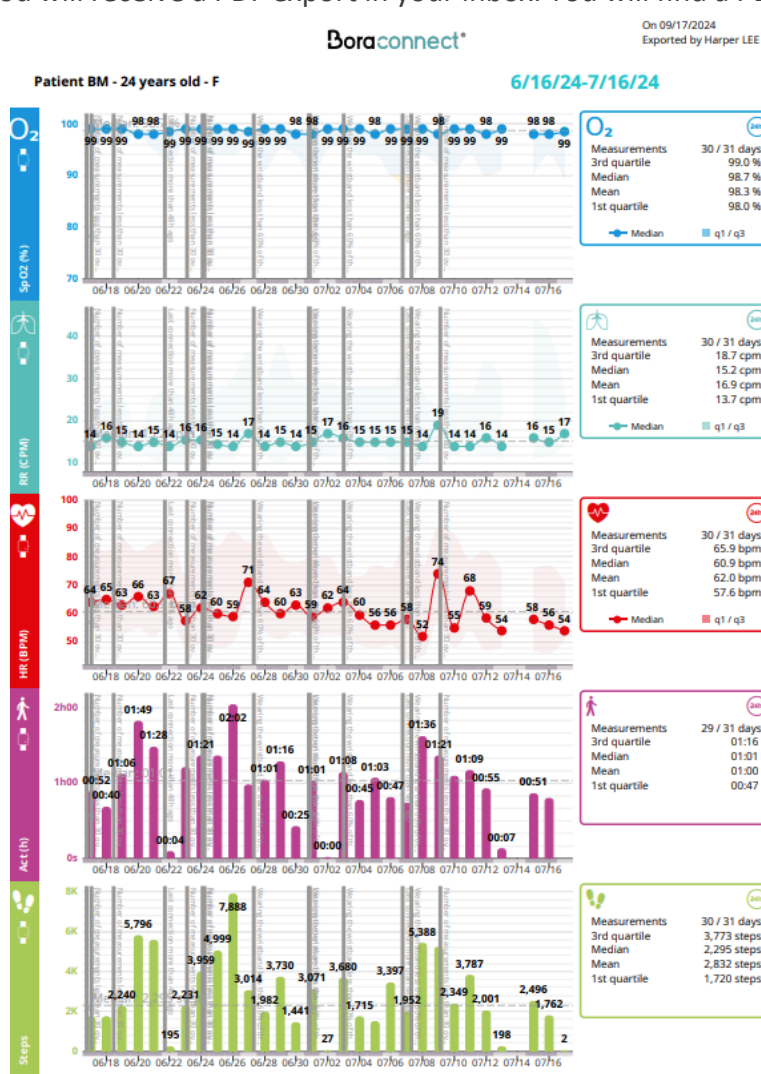 ou will receive a PDF export in your inbox. You will find a PD
On 09/17/2024
Boraconnect®
Exported by Harper LEE
Patient BM - 24 years old - F
6/16/24-7/16/24
O₂
SpO2 (%)
100
90
80
70
98 98 98 98 98 98 98 98 98 98
99 99 99 99 99 99 99 99 99 99 99 99 99 99 99 99 99 99
06/18 06/20 06/22 06/24 06/26 06/28 06/30 07/02 07/04 07/06 07/08 07/10 07/12 07/14 07/16
O₂
24h
Measurements 30 / 31 days
3rd quartile 99.0 %
Median 98.7 %
Mean 98.3 %
1st quartile 98.0 %
Median q1 / q3
RR (CPM)
40
30
20
10
14 16 15 14 15 14 16 16 15 14 17 14 15 14 15 17 16 15 15 15 15 14 19 14 14 16 14 16 15 17
06/18 06/20 06/22 06/24 06/26 06/28 06/30 07/02 07/04 07/06 07/08 07/10 07/12 07/14 07/16
24h
Measurements 30 / 31 days
3rd quartile 18.7 cpm
Median 15.2 cpm
Mean 16.9 cpm
1st quartile 13.7 cpm
Median q1 / q3
HR (BPM)
100
90
80
70
60
50
64 65 63 66 63 67 58 62 60 59 71 64 60 63 59 62 64 60 56 56 58 52 74 55 68 59 54 58 56 54
06/18 06/20 06/22 06/24 06/26 06/28 06/30 07/02 07/04 07/06 07/08 07/10 07/12 07/14 07/16
24h
Measurements 30 / 31 days
3rd quartile 65.9 bpm
Median 60.9 bpm
Mean 62.0 bpm
1st quartile 57.6 bpm
Median q1 / q3
Act (h)
2h00
1h00
0s
00:52 00:40 01:06 01:49 01:28 00:04 01:21 02:02 01:01 01:16 00:25 01:01 00:00 01:08 00:45 01:03 00:47 01:36 01:21 01:09 00:55 00:07 00:51
06/18 06/20 06/22 06/24 06/26 06/28 06/30 07/02 07/04 07/06 07/08 07/10 07/12 07/14 07/16
24h
Measurements 29 / 31 days
3rd quartile 01:16
Median 01:01
Mean 01:00
1st quartile 00:47
Steps
8K
6K
4K
2K
0
2,240 5,796 195 2,231 3,959 4,999 7,888 3,014 1,982 3,730 1,441 3,071 27 3,680 1,715 3,397 1,952 5,388 2,349 3,787 2,001 198 2,496 1,762 2
06/18 06/20 06/22 06/24 06/26 06/28 06/30 07/02 07/04 07/06 07/08 07/10 07/12 07/14 07/16
24h
Measurements 30 / 31 days
3rd quartile 3,773 steps
Median 2,295 steps
Mean 2,832 steps
1st quartile 1,720 steps